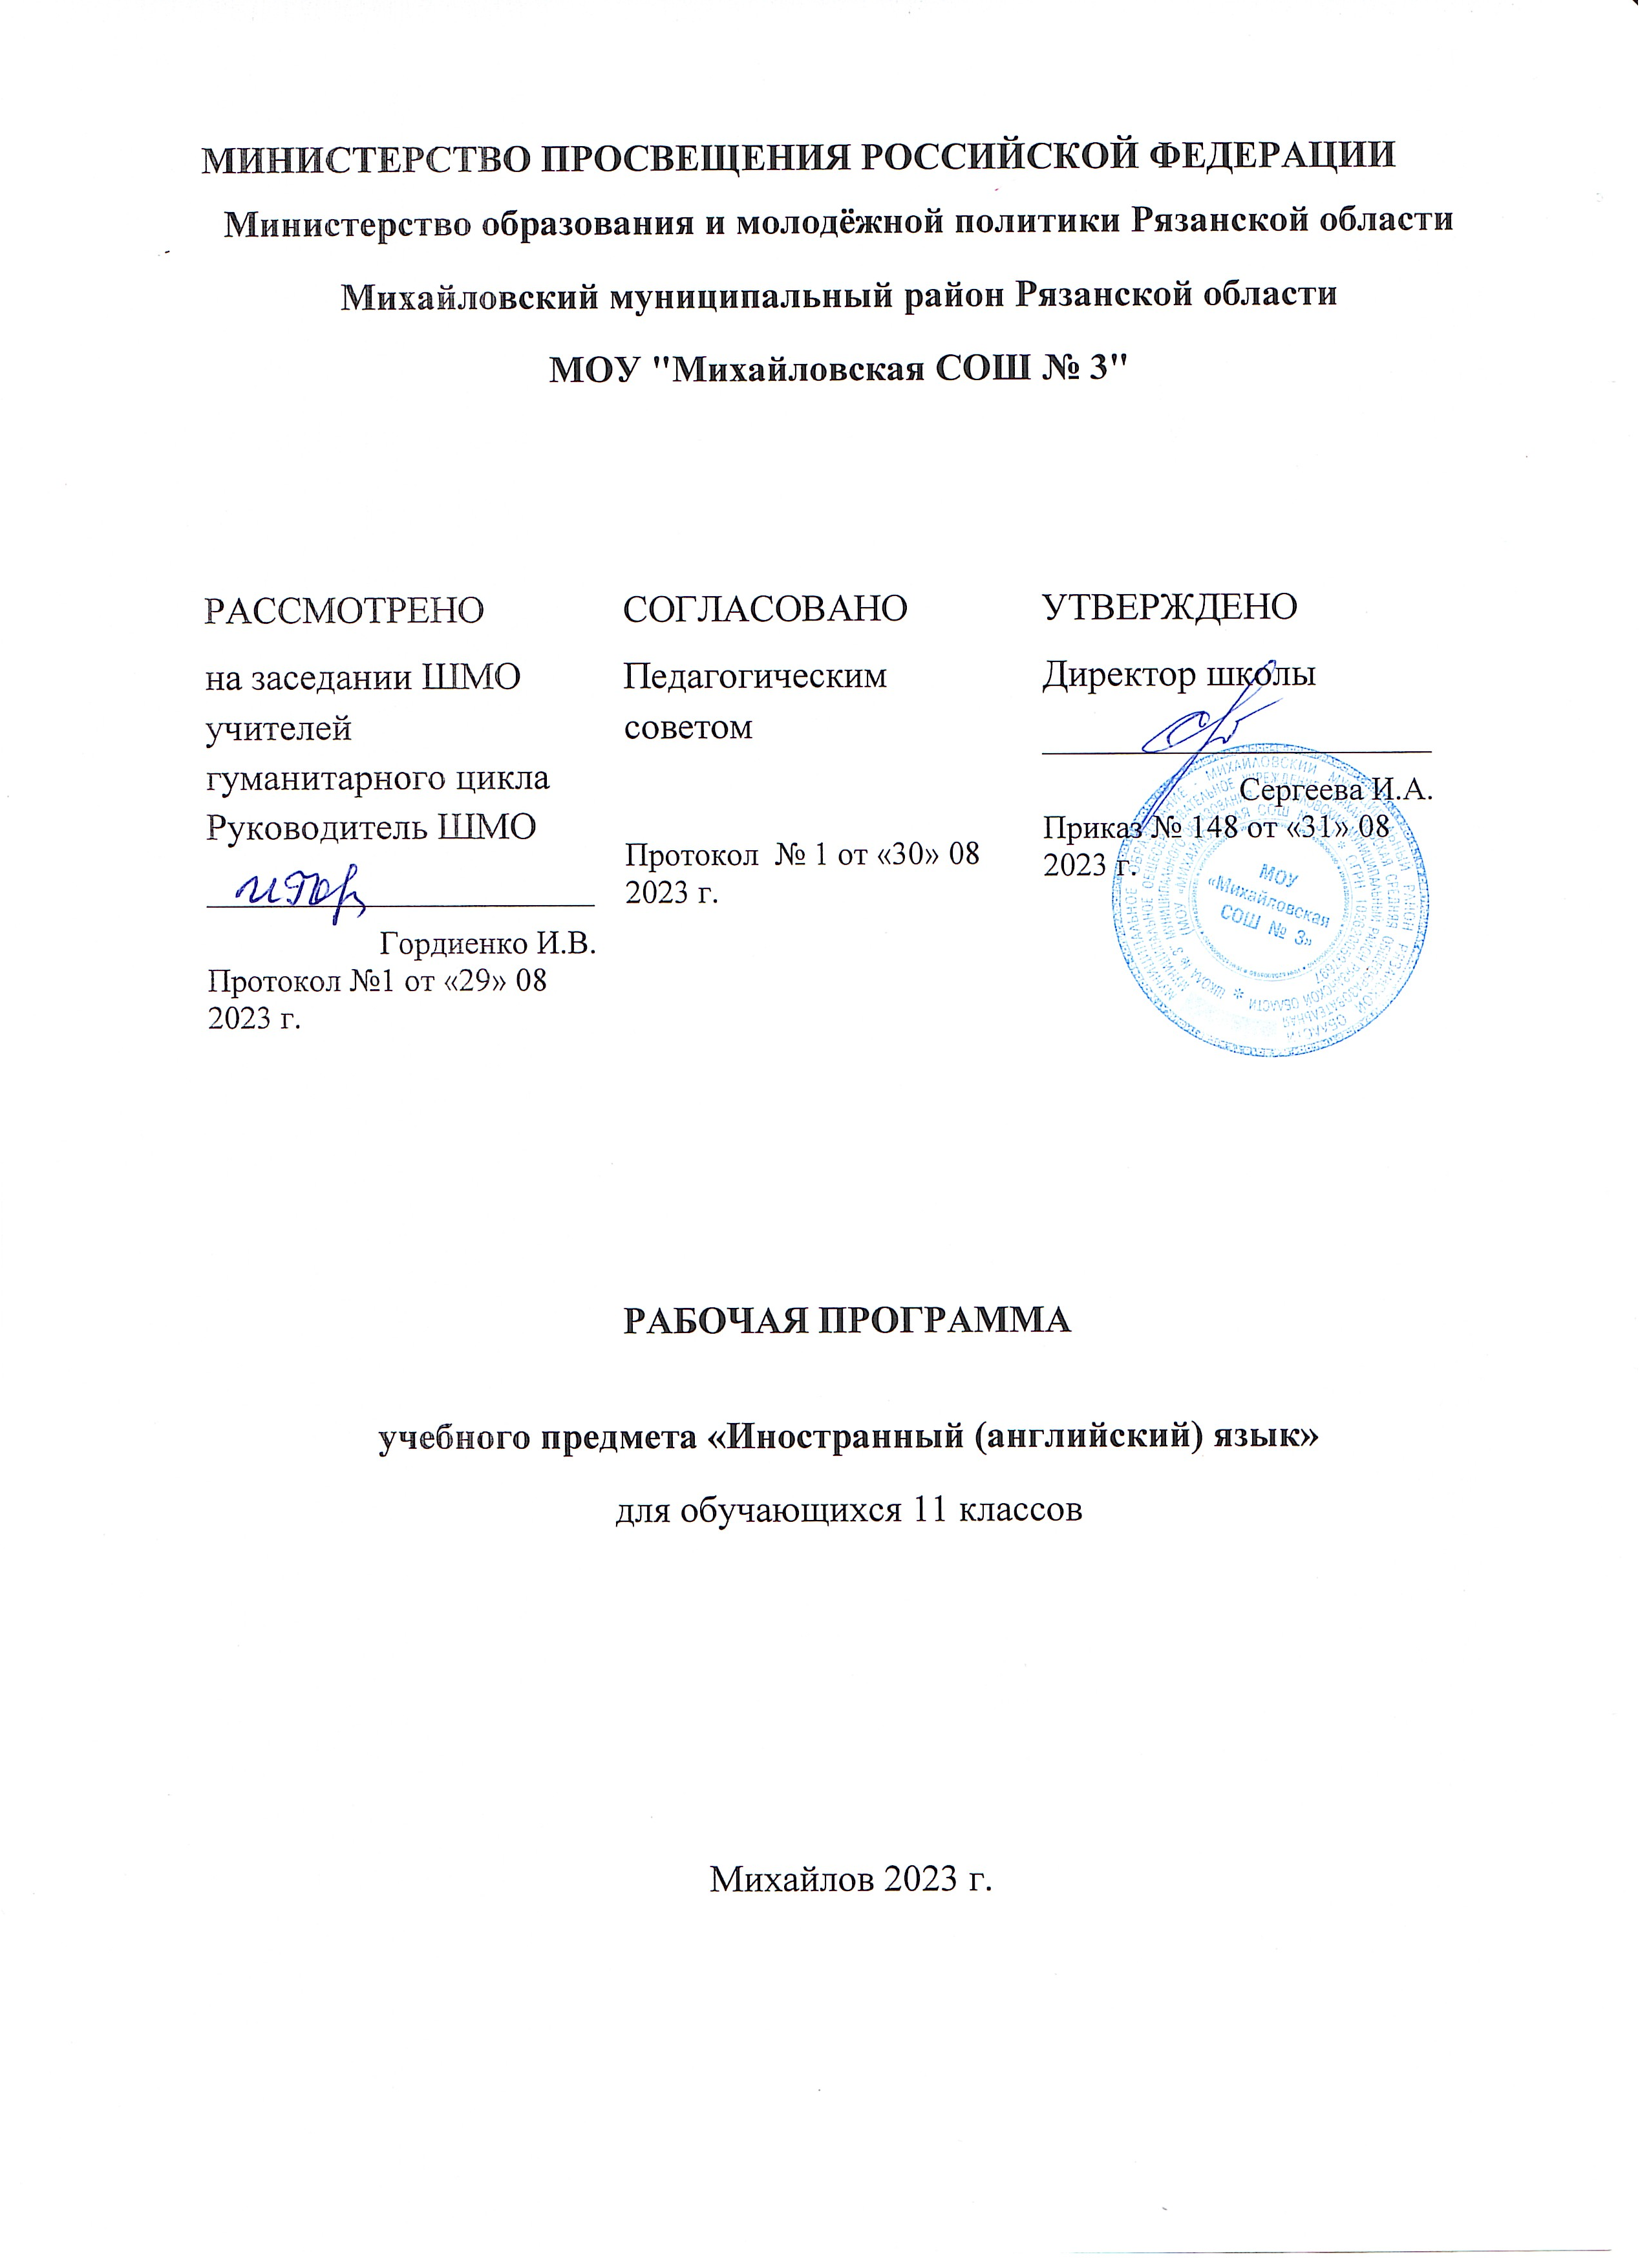 МИНИСТЕРСТВО ПРОСВЕЩЕНИЯ РОССИЙСКОЙ ФЕДЕРАЦИИ
Министерство образования и молодёжной политики Рязанской области
Михайловский муниципальный район Рязанской области
МОУ "Михайловская СОШ № 3"
РАССМОТРЕНО
на заседании ШМО
учителей
гуманитарного цикла
Руководитель ШМО
Гордиенко И.В.
Протокол №1 от «29» 08
2023 г.
СОГЛАСОВАНО
Педагогическим
советом
Протокол № 1 от «30» 08
2023 г.
УТВЕРЖДЕНО
Директор школы
Сергеева И.А.
Приказ № 148 от «31» 08
2023 г.
МОУ
«Михайловская
СОШ № 3»
РАБОЧАЯ ПРОГРАММА
учебного предмета «Иностранный (английский) язык»
для обучающихся 11 классов
Михайлов 2023 г.